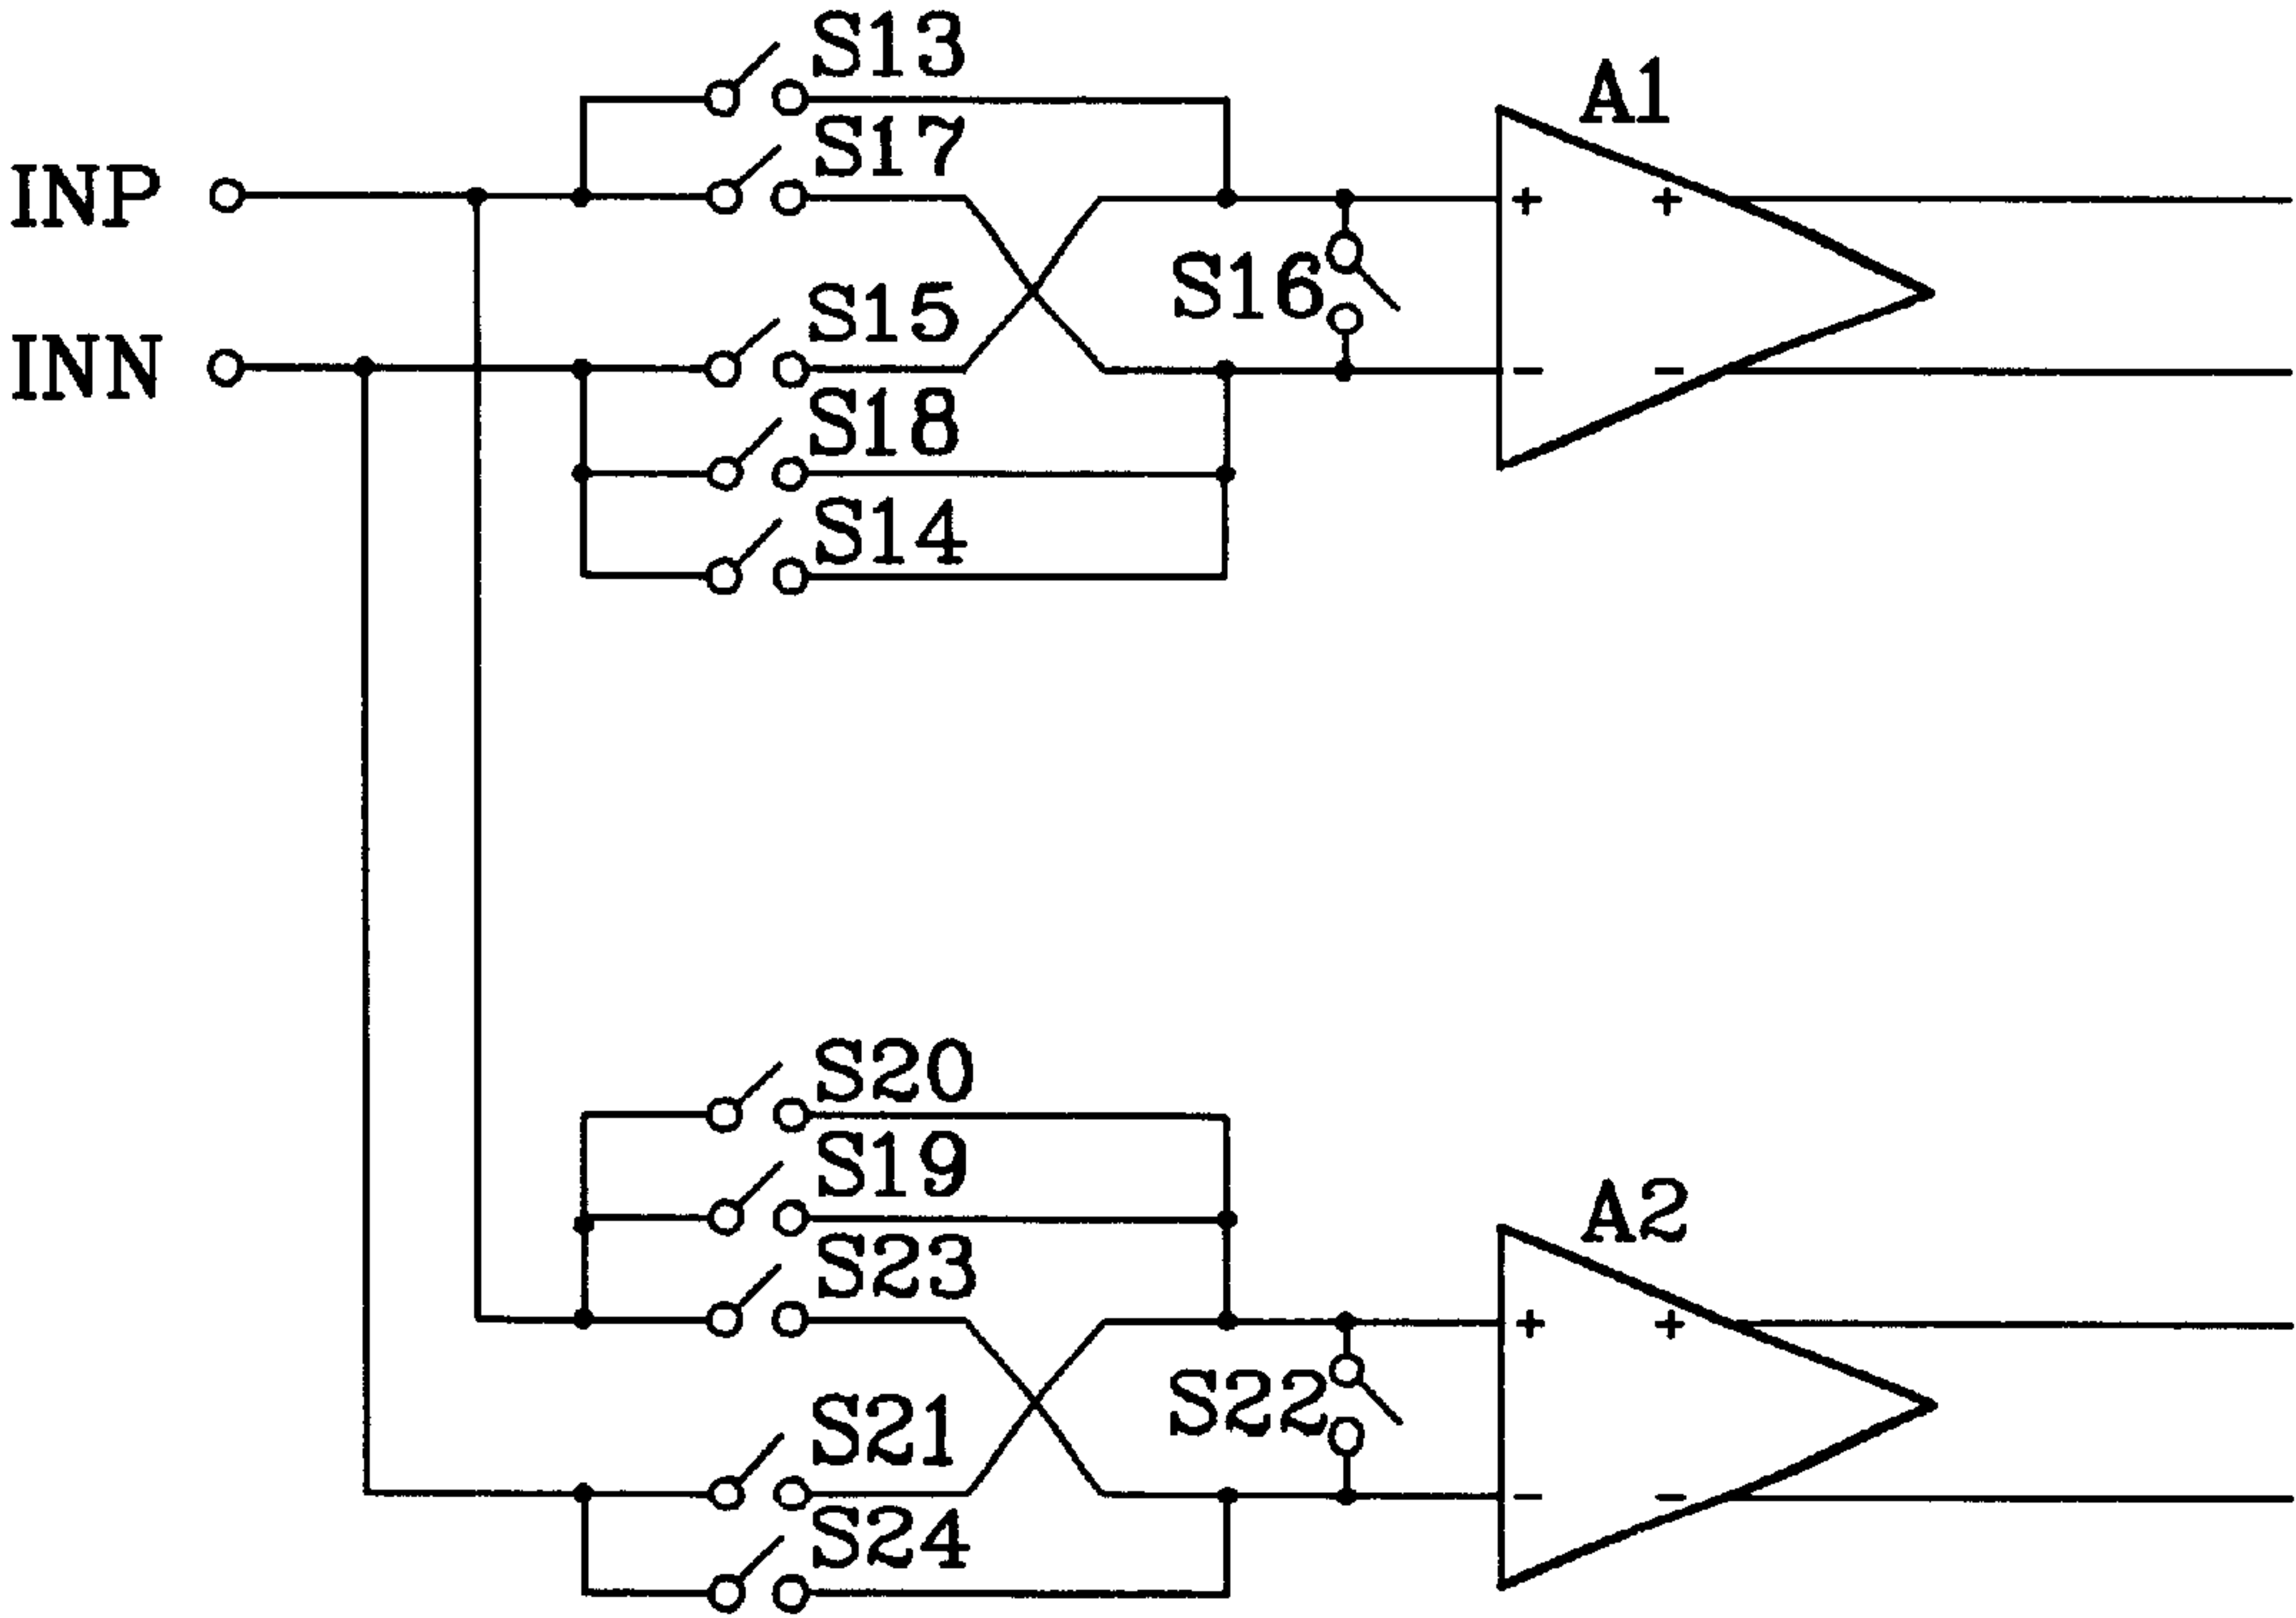 S13
A1
S17
INP
+ +
S16
S15
INN
- -
S18
S14
S20
S19
A2
S23
+ +
S22
S21
- -
S24